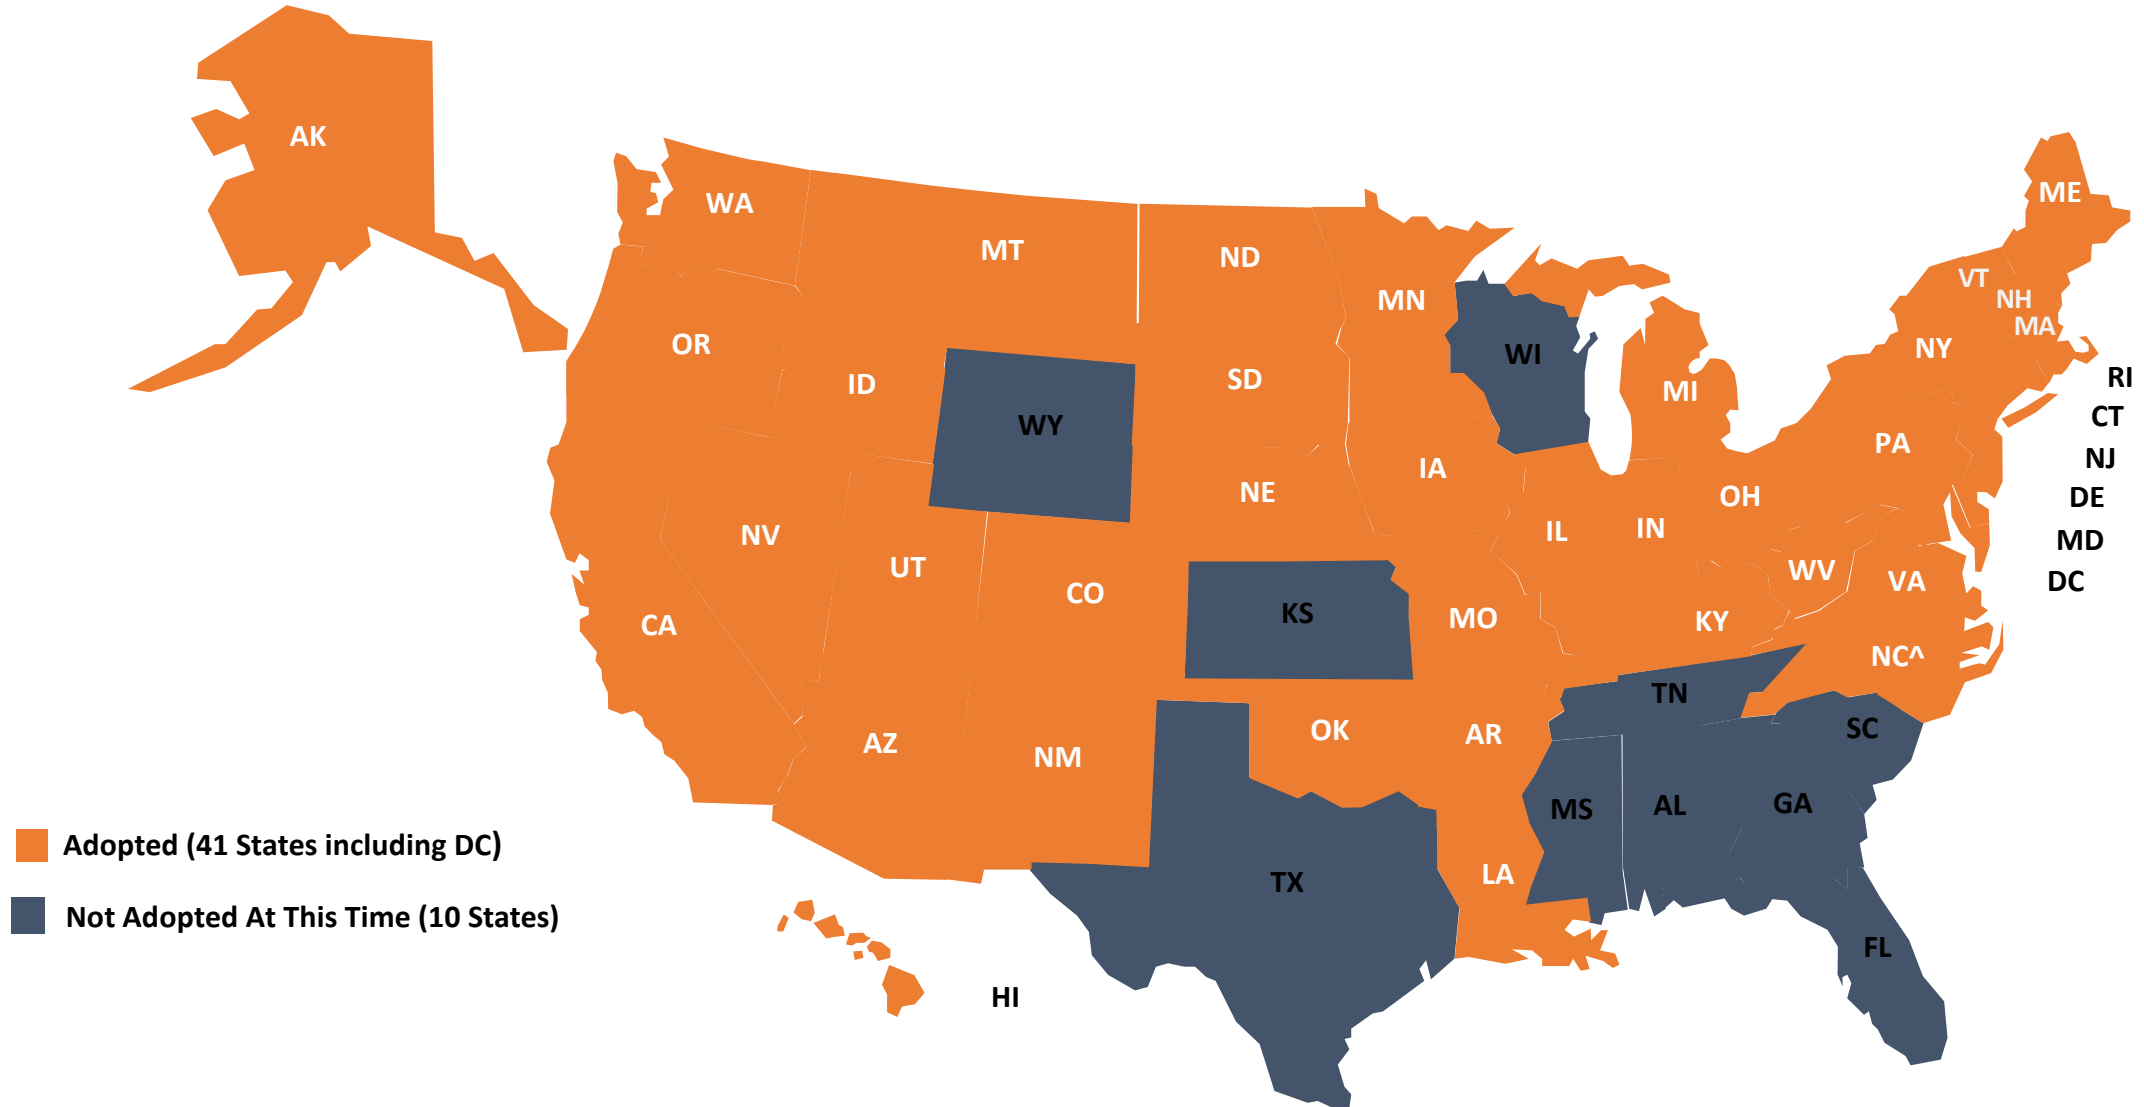 AK
WA
ME
MT
ND
VT
MN
NH
MA
OR
NY
WI
RI
SD
ID
MI
CT
WY
PA
NJ
IA
NE
OH
DE
IN
IL
NV
MD
UT
WV
VA
DC
CO
KS
MO
KY
CA
NC^
TN
SC
OK
AR
AZ
NM
GA
AL
MS
Adopted (41 States including DC)
LA
TX
Not Adopted At This Time (10 States)
FL
HI